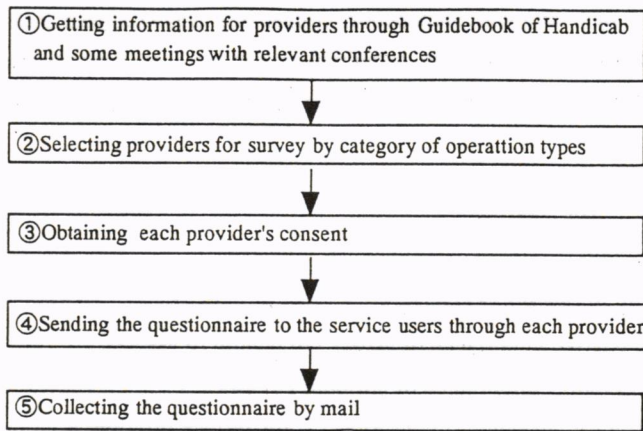 ①Getting information for providers through Guidebook of Handicab
and some meetings with relevant conferences
②Selecting providers for survey by category of operattion types
③Obtaining each provider's consent
④Sending the questionnaire to the service users through each provider
⑤Collecting the questionnaire by mail